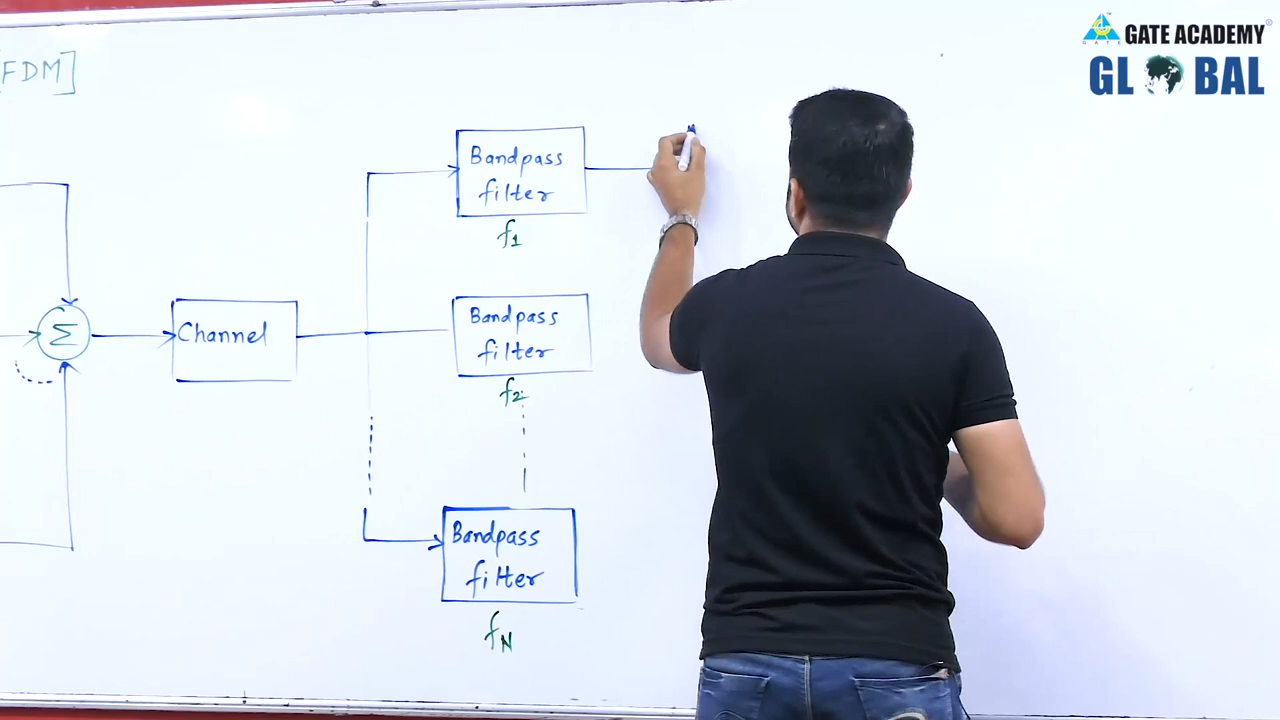 GATE ACADEMY
GLOBAL
[FDM]
Bandpass
filter
f1
Σ
Channel
Bandpass
filter
f2
Bandpass
filter
fN